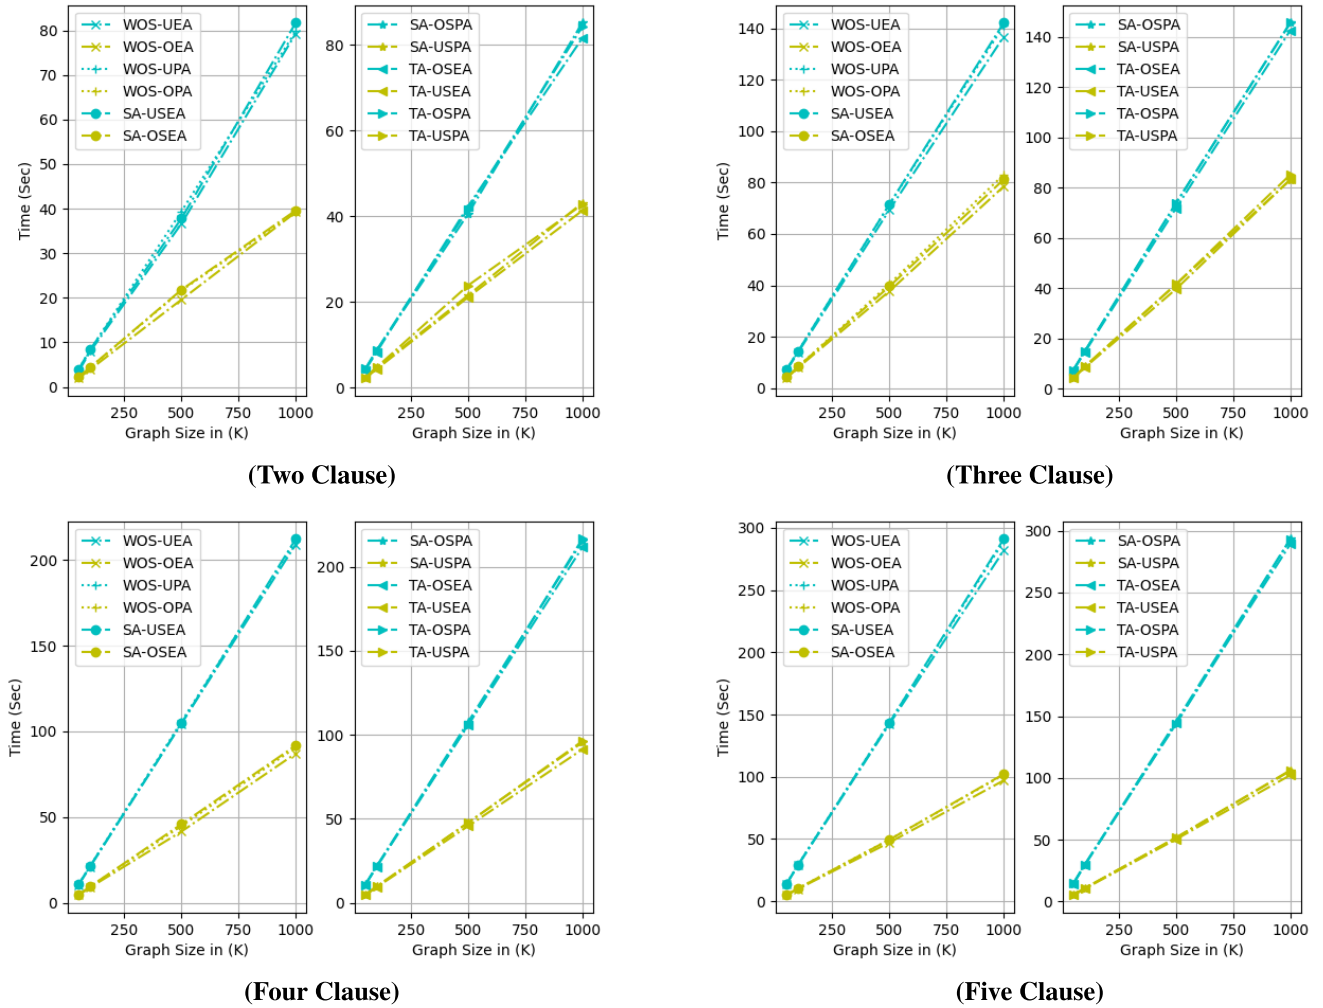 WOS-UEA
WOS-OEA
WOS-UPA
WOS-OPA
SA-USEA
SA-OSEA
80
70
60
50
40
30
20
10
0
Time (Sec)
250 500 750 1000
Graph Size in (K)
SA-OSPA
SA-USPA
TA-OSEA
TA-USEA
TA-OSPA
TA-USPA
80
60
40
20
0
250 500 750 1000
Graph Size in (K)
(Two Clause)
WOS-UEA
WOS-OEA
WOS-UPA
WOS-OPA
SA-USEA
SA-OSEA
140
120
100
80
60
40
20
0
Time (Sec)
250 500 750 1000
Graph Size in (K)
SA-OSPA
SA-USPA
TA-OSEA
TA-USEA
TA-OSPA
TA-USPA
140
120
100
80
60
40
20
0
250 500 750 1000
Graph Size in (K)
(Three Clause)
WOS-UEA
WOS-OEA
WOS-UPA
WOS-OPA
SA-USEA
SA-OSEA
200
150
100
50
0
Time (Sec)
250 500 750 1000
Graph Size in (K)
SA-OSPA
SA-USPA
TA-OSEA
TA-USEA
TA-OSPA
TA-USPA
200
150
100
50
0
250 500 750 1000
Graph Size in (K)
(Four Clause)
WOS-UEA
WOS-OEA
WOS-UPA
WOS-OPA
SA-USEA
SA-OSEA
300
250
200
150
100
50
0
Time (Sec)
250 500 750 1000
Graph Size in (K)
SA-OSPA
SA-USPA
TA-OSEA
TA-USEA
TA-OSPA
TA-USPA
300
250
200
150
100
50
0
250 500 750 1000
Graph Size in (K)
(Five Clause)